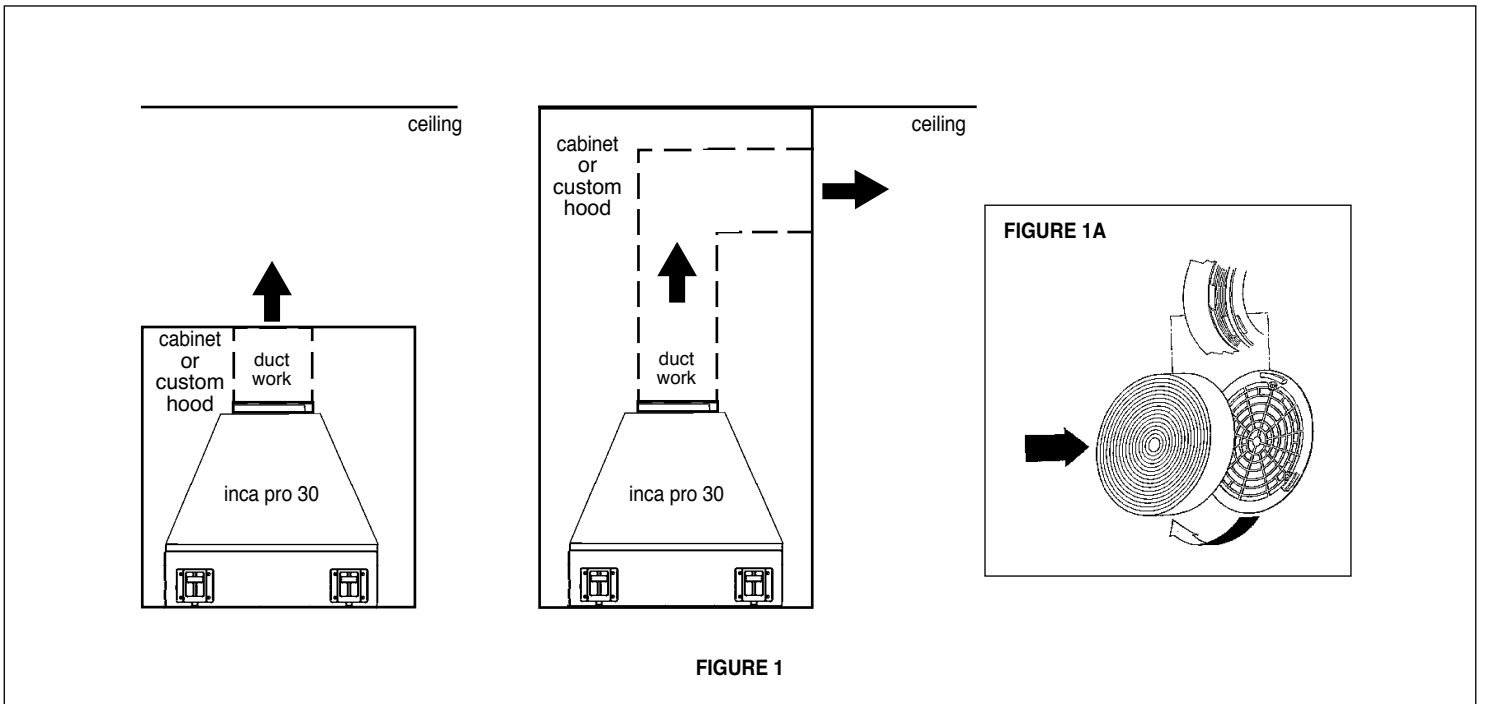 ceiling
cabinet
or
custom
hood
duct
work
inca pro 30
ceiling
cabinet
or
custom
hood
duct
work
inca pro 30
FIGURE 1A
FIGURE 1